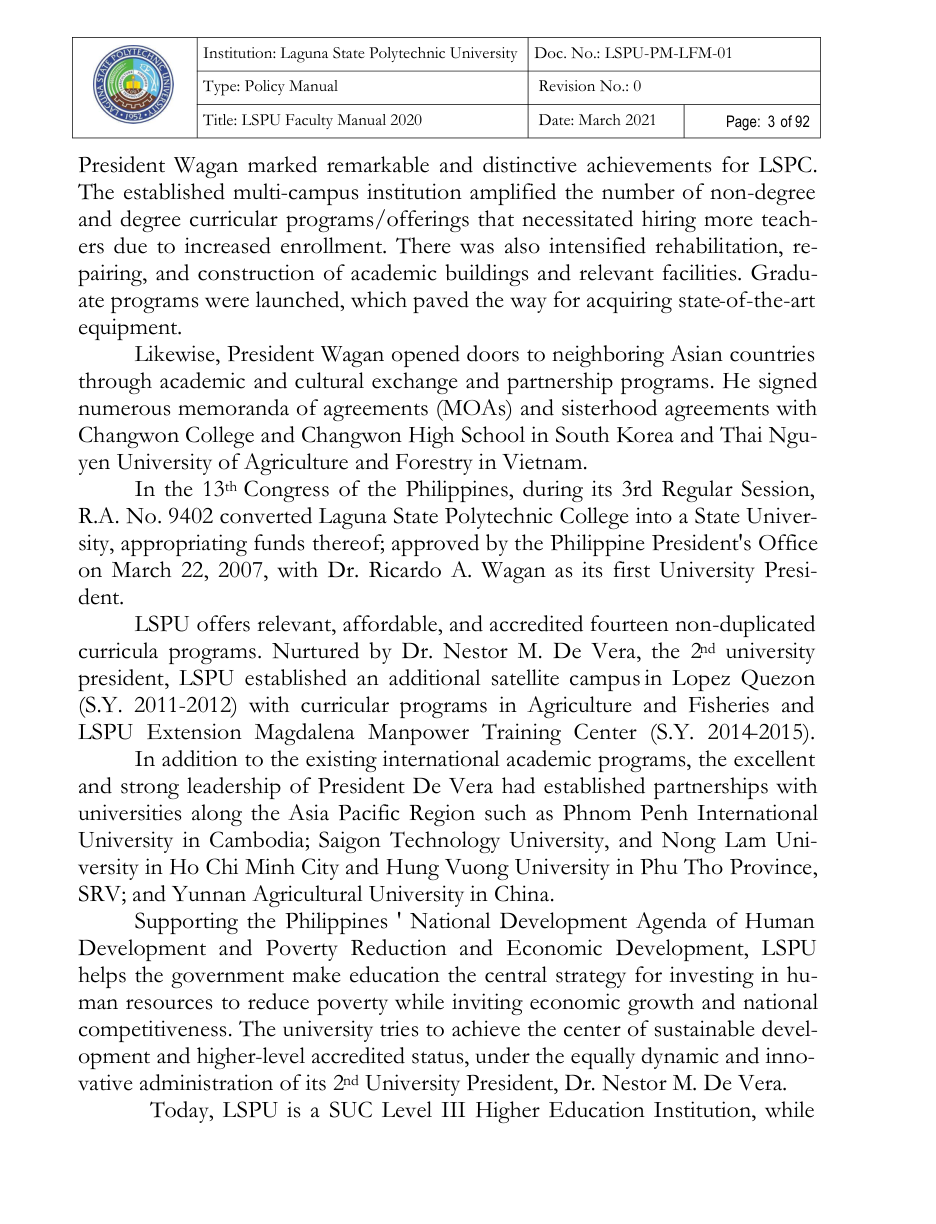 LAGUNA STATE POLYTECHNIC UNIVERSITY
1952
Institution: Laguna State Polytechnic University
Doc. No.: LSPU-PM-LFM-01
Type: Policy Manual
Revision No.: 0
Title: LSPU Faculty Manual 2020
Date: March 2021
Page: 3 of 92
President Wagan marked remarkable and distinctive achievements for LSPC.
The established multi-campus institution amplified the number of non-degree
and degree curricular programs/offerings that necessitated hiring more teach-
ers due to increased enrollment. There was also intensified rehabilitation, re-
pairing, and construction of academic buildings and relevant facilities. Gradu-
ate programs were launched, which paved the way for acquiring state-of-the-art
equipment.
Likewise, President Wagan opened doors to neighboring Asian countries
through academic and cultural exchange and partnership programs. He signed
numerous memoranda of agreements (MOAs) and sisterhood agreements with
Changwon College and Changwon High School in South Korea and Thai Ngu-
yen University of Agriculture and Forestry in Vietnam.
In the 13th Congress of the Philippines, during its 3rd Regular Session,
R.A. No. 9402 converted Laguna State Polytechnic College into a State Univer-
sity, appropriating funds thereof; approved by the Philippine President's Office
on March 22, 2007, with Dr. Ricardo A. Wagan as its first University Presi-
dent.
LSPU offers relevant, affordable, and accredited fourteen non-duplicated
curricula programs. Nurtured by Dr. Nestor M. De Vera, the 2nd university
president, LSPU established an additional satellite campus in Lopez Quezon
(S.Y. 2011-2012) with curricular programs in Agriculture and Fisheries and
LSPU Extension Magdalena Manpower Training Center (S.Y. 2014-2015).
In addition to the existing international academic programs, the excellent
and strong leadership of President De Vera had established partnerships with
universities along the Asia Pacific Region such as Phnom Penh International
University in Cambodia; Saigon Technology University, and Nong Lam Uni-
versity in Ho Chi Minh City and Hung Vuong University in Phu Tho Province,
SRV; and Yunnan Agricultural University in China.
Supporting the Philippines ' National Development Agenda of Human
Development and Poverty Reduction and Economic Development, LSPU
helps the government make education the central strategy for investing in hu-
man resources to reduce poverty while inviting economic growth and national
competitiveness. The university tries to achieve the center of sustainable devel-
opment and higher-level accredited status, under the equally dynamic and inno-
vative administration of its 2nd University President, Dr. Nestor M. De Vera.
Today, LSPU is a SUC Level III Higher Education Institution, while